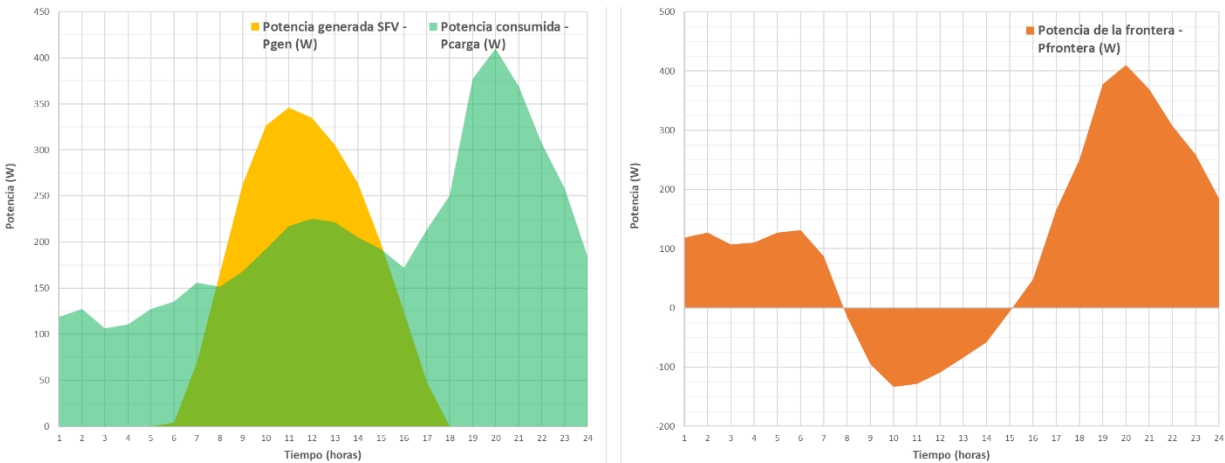 450
400
350
300
250
200
150
100
50
0
Potencia (W)
Potencia generada SFV -
Pgen (W)
Potencia consumida -
Pcarga (W)
1 2 3 4 5 6 7 8 9 10 11 12 13 14 15 16 17 18 19 20 21 22 23 24
Tiempo (horas)
500
400
300
200
100
0
-100
-200
Potencia (W)
Potencia de la frontera -
Pfrontera (W)
1 2 3 4 5 6 7 8 9 10 11 12 13 14 15 16 17 18 19 20 21 22 23 24
Tiempo (horas)